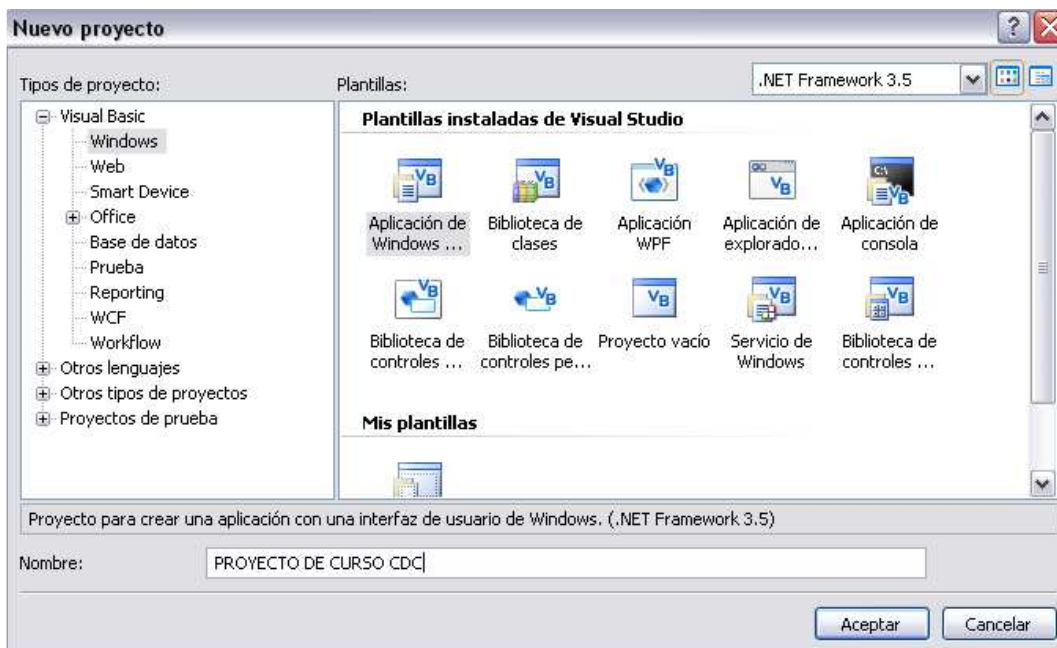 Nuevo proyecto
Tipos de proyecto:
Plantillas:
.NET Framework 3.5
Visual Basic
Windows
Web
Smart Device
Office
Base de datos
Prueba
Reporting
WCF
Workflow
Otros lenguajes
Otros tipos de proyectos
Proyectos de prueba
Plantillas instaladas de Visual Studio
Aplicación de
Windows ...
Biblioteca de
clases
Aplicación
WPF
Aplicación de
explorado...
Aplicación de
consola
Biblioteca de
controles ...
Biblioteca de
controles pe...
Proyecto vacío
Servicio de
Windows
Biblioteca de
controles ...
Mis plantillas
Proyecto para crear una aplicación con una interfaz de usuario de Windows. (.NET Framework 3.5)
Nombre:
PROYECTO DE CURSO CDC
Aceptar
Cancelar